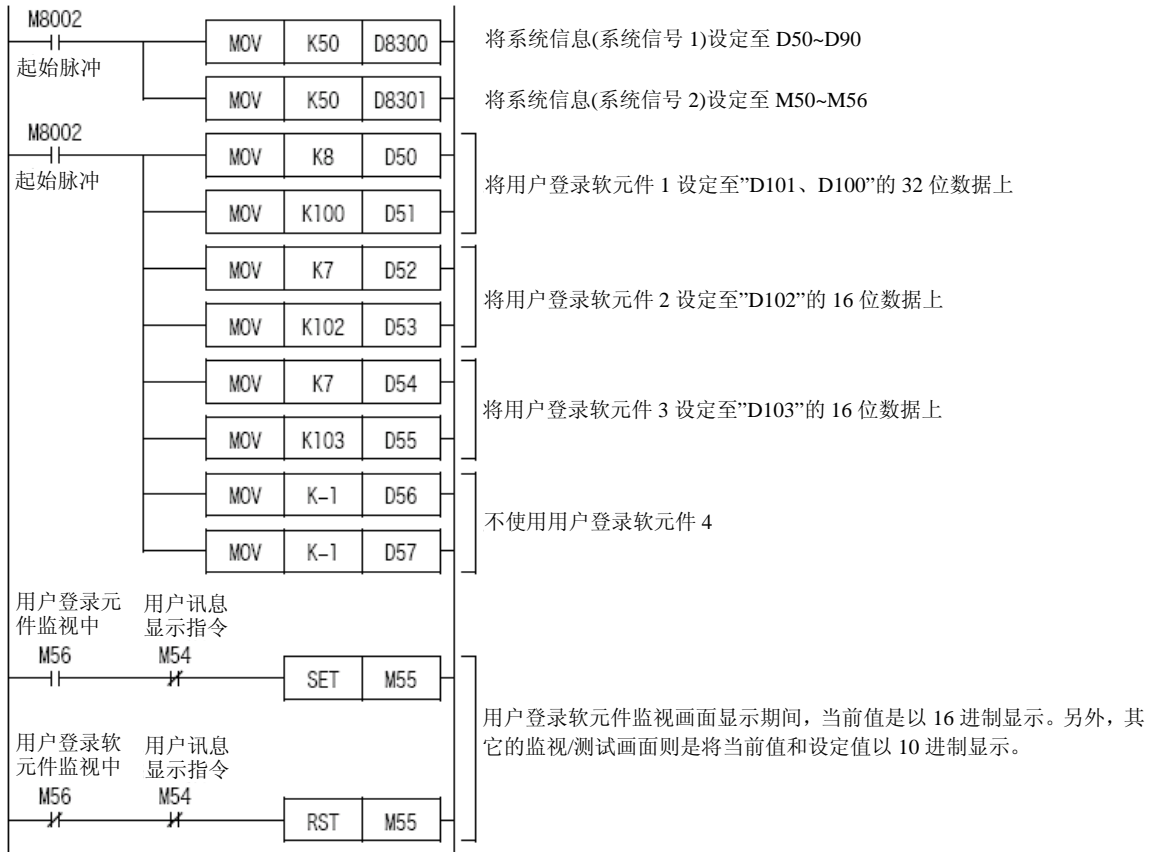 M8002
起始脉冲
MOV K50 D8300
将系统信息(系统信号 1)设定至 D50~D90
MOV K50 D8301
将系统信息(系统信号 2)设定至 M50~M56
M8002
起始脉冲
MOV K8 D50
MOV K100 D51
将用户登录软元件 1 设定至”D101、D100”的 32 位数据上
MOV K7 D52
MOV K102 D53
将用户登录软元件 2 设定至”D102”的 16 位数据上
MOV K7 D54
MOV K103 D55
将用户登录软元件 3 设定至”D103”的 16 位数据上
MOV K-1 D56
MOV K-1 D57
不使用用户登录软元件 4
用户登录元
件监视中
用户讯息
显示指令
M56 M54
SET M55
用户登录软元件监视画面显示期间，当前值是以 16 进制显示。另外，其
它的监视/测试画面则是将当前值和设定值以 10 进制显示。
用户登录软
元件监视中
用户讯息
显示指令
M56 M54
RST M55